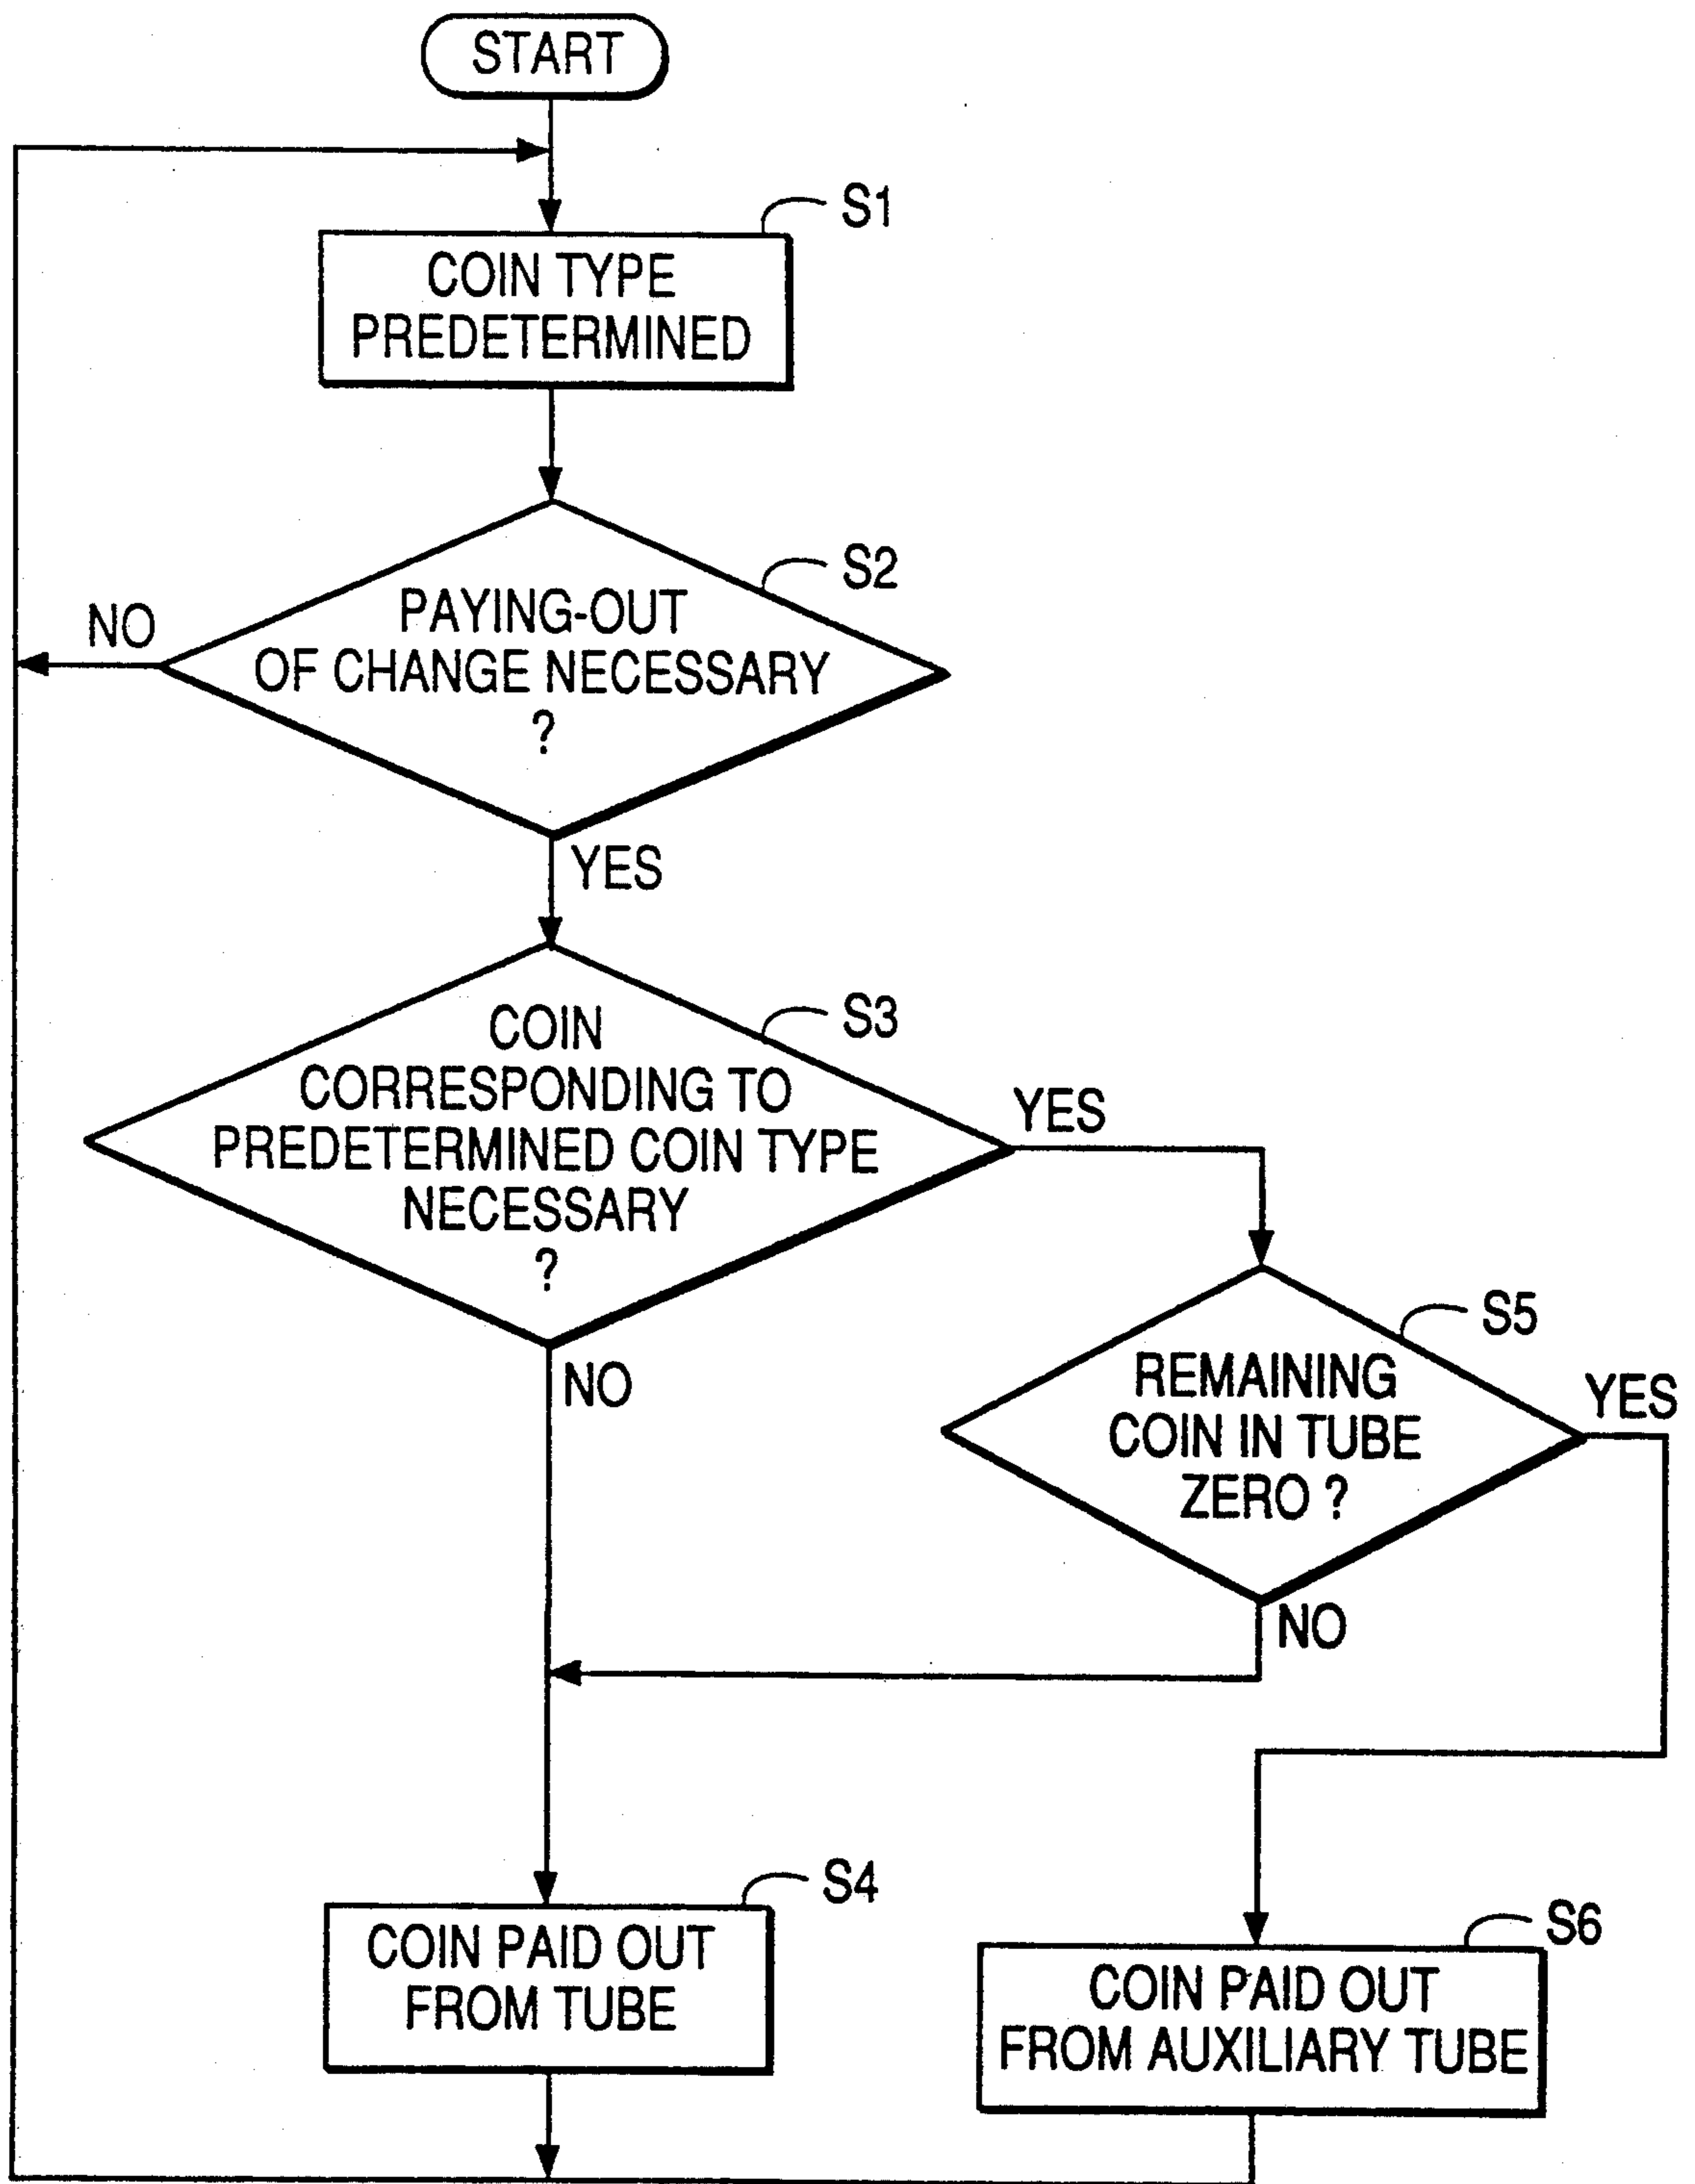 START
S1
COIN TYPE
PREDETERMINED
S2
PAYING-OUT
OF CHANGE NECESSARY
?
NO
YES
S3
COIN
CORRESPONDING TO
PREDETERMINED COIN TYPE
NECESSARY
?
YES
NO
S5
REMAINING
COIN IN TUBE
ZERO ?
YES
NO
S4
COIN PAID OUT
FROM TUBE
S6
COIN PAID OUT
FROM AUXILIARY TUBE